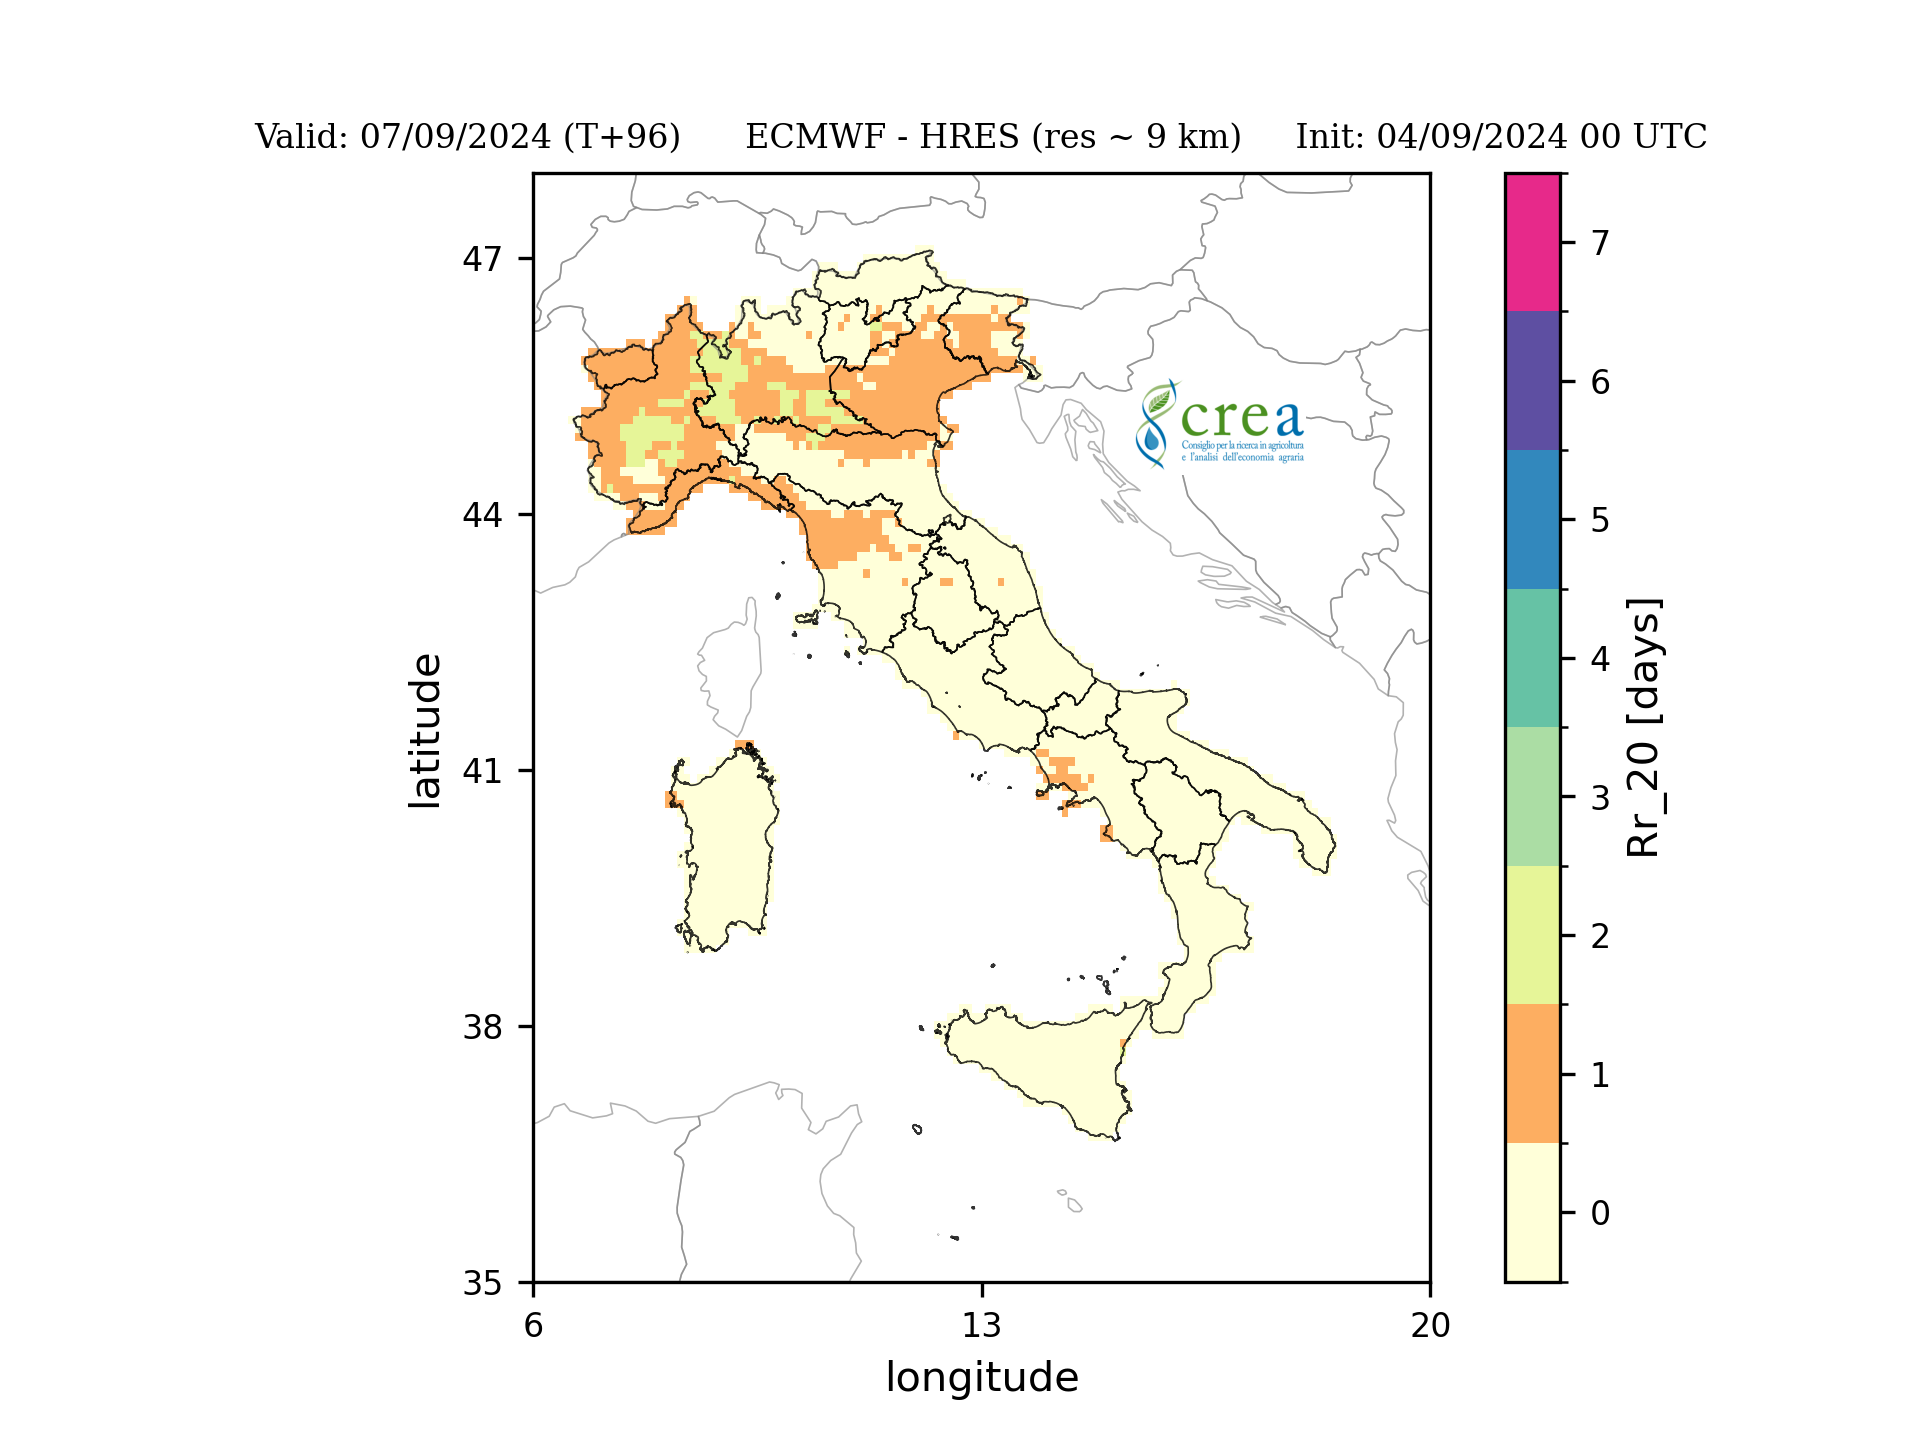 Valid: 07/09/2024 (T+96) ECMWF - HRES (res ~ 9 km) Init: 04/09/2024 00 UTC
47
44
41
38
35
latitude
6 13 20
longitude
crea
Consiglio per la ricerca in agricoltura
e l'analisi dell'economia agraria
7
6
5
4
3
2
1
0
Rr_20 [days]